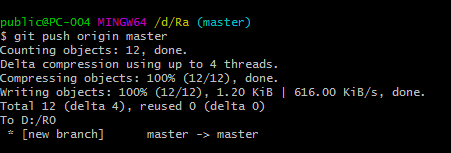 public@PC-004 MINGW64 /d/Ra (master)
$ git push origin master
Counting objects: 12, done.
Delta compression using up to 4 threads.
Compressing objects: 100% (12/12), done.
Writing objects: 100% (12/12), 1.20 KiB | 616.00 KiB/s, done.
Total 12 (delta 4), reused 0 (delta 0)
To D:/R0
 * [new branch]      master -> master